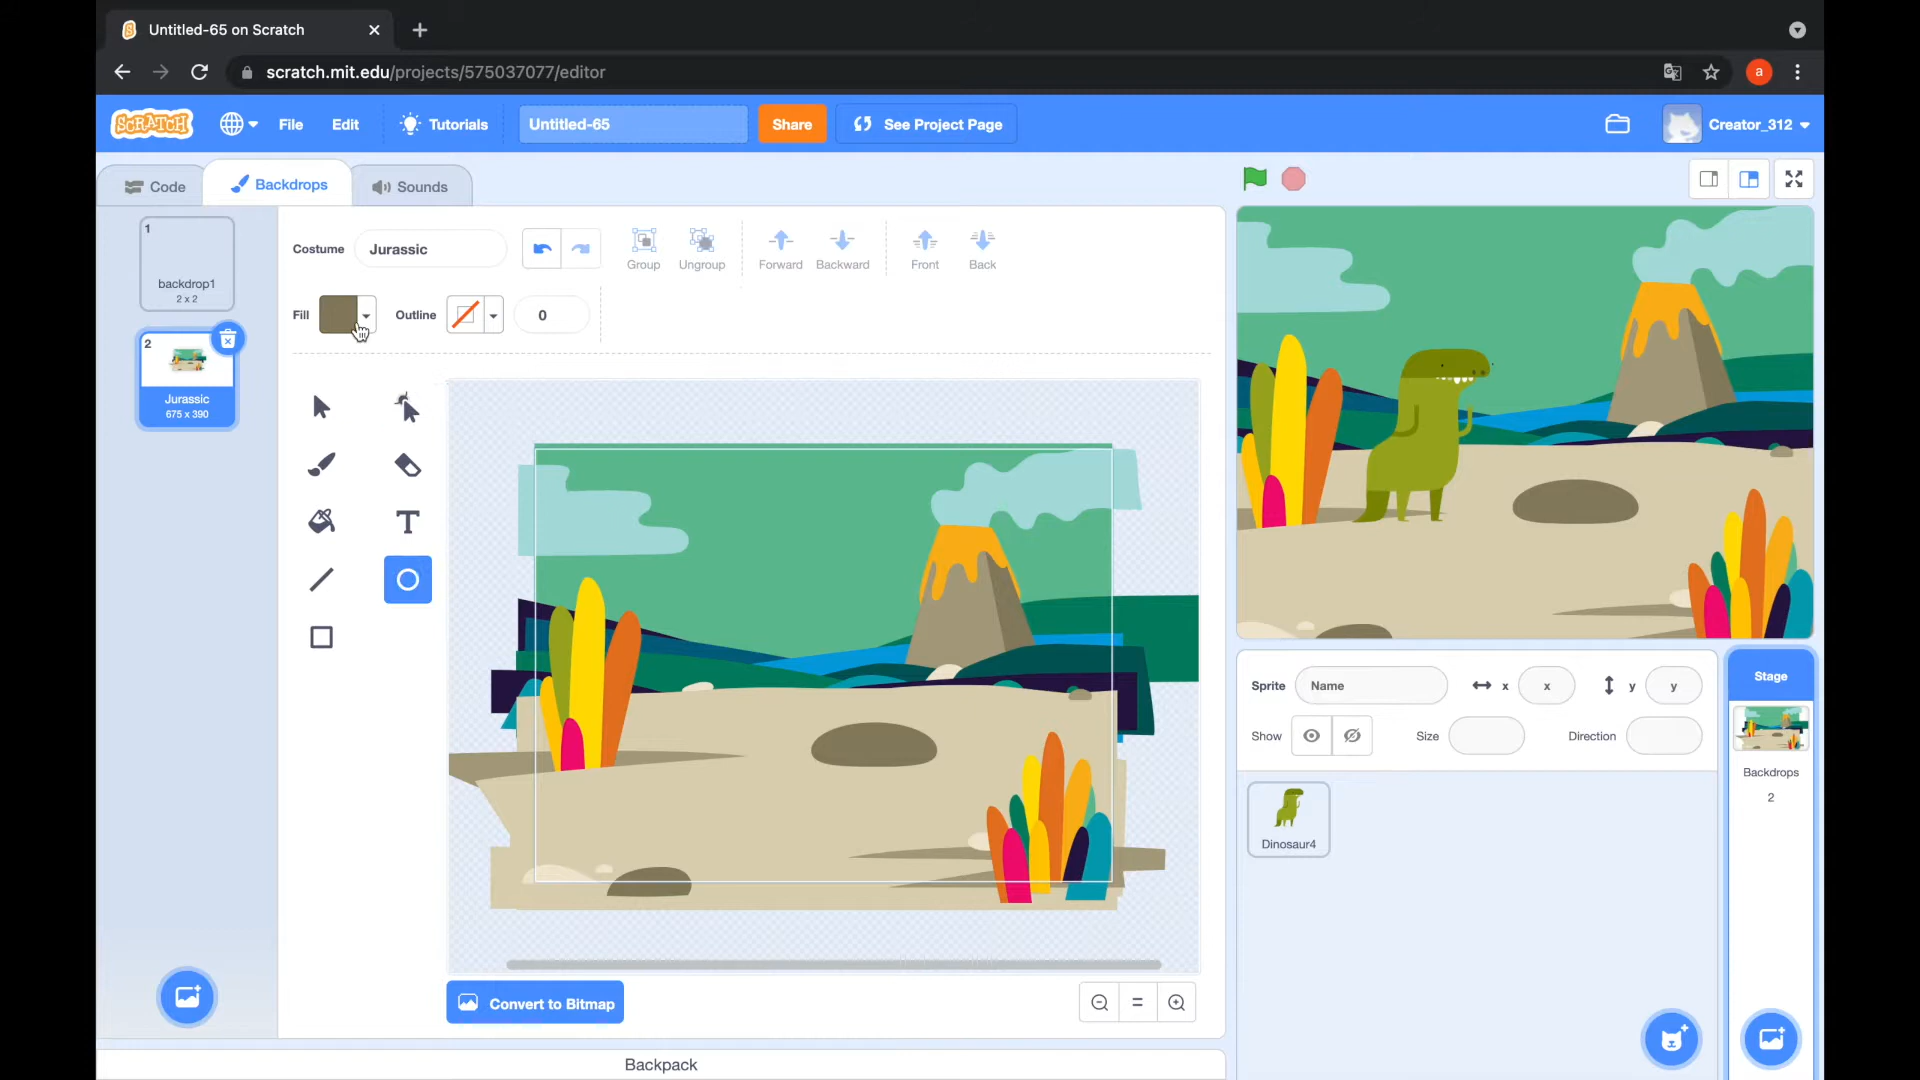 Untitled-65 on Scratch
scratch.mit.edu/projects/575037077/editor
a
SCRATCH
File
Edit
Tutorials
Untitled-65
Share
See Project Page
Creator_312
Code
Backdrops
Sounds
1
backdrop1
2 x 2
2
Jurassic
675 x 390
Costume
Jurassic
Group
Ungroup
Forward
Backward
Front
Back
Fill
Outline
0
T
Convert to Bitmap
Backpack
Sprite
Name
x
x
y
y
Show
Size
Direction
Dinosaur4
Stage
Backdrops
2